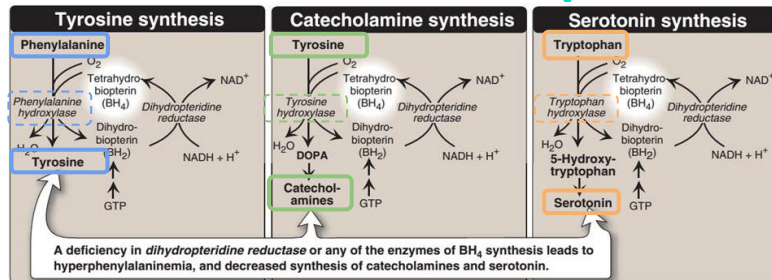 Tyrosine synthesis
Phenylalanine
O2
Tetrahydro
biopterin
(BH4)
NAD+
Phenylalanine
hydroxylase
Dihydropteridine
reductase
H2O
Dihydro-
biopterin
(BH2)
Tyrosine
NADH + H+
GTP
Catecholamine synthesis
Tyrosine
O2
Tetrahydro
biopterin
(BH4)
NAD+
Tyrosine
hydroxylase
Dihydropteridine
reductase
H2O
Dihydro-
biopterin
(BH2)
DOPA
NADH + H+
Catechol-
amines
GTP
Serotonin synthesis
Tryptophan
O2
Tetrahydro
biopterin
(BH4)
NAD+
Tryptophan
hydroxylase
Dihydropteridine
reductase
H2O
Dihydro-
biopterin
(BH2)
5-Hydroxy-
tryptophan
NADH + H+
Serotonin
GTP
A deficiency in dihydropteridine reductase or any of the enzymes of BH4 synthesis leads to
hyperphenylalaninemia, and decreased synthesis of catecholamines and serotonin.